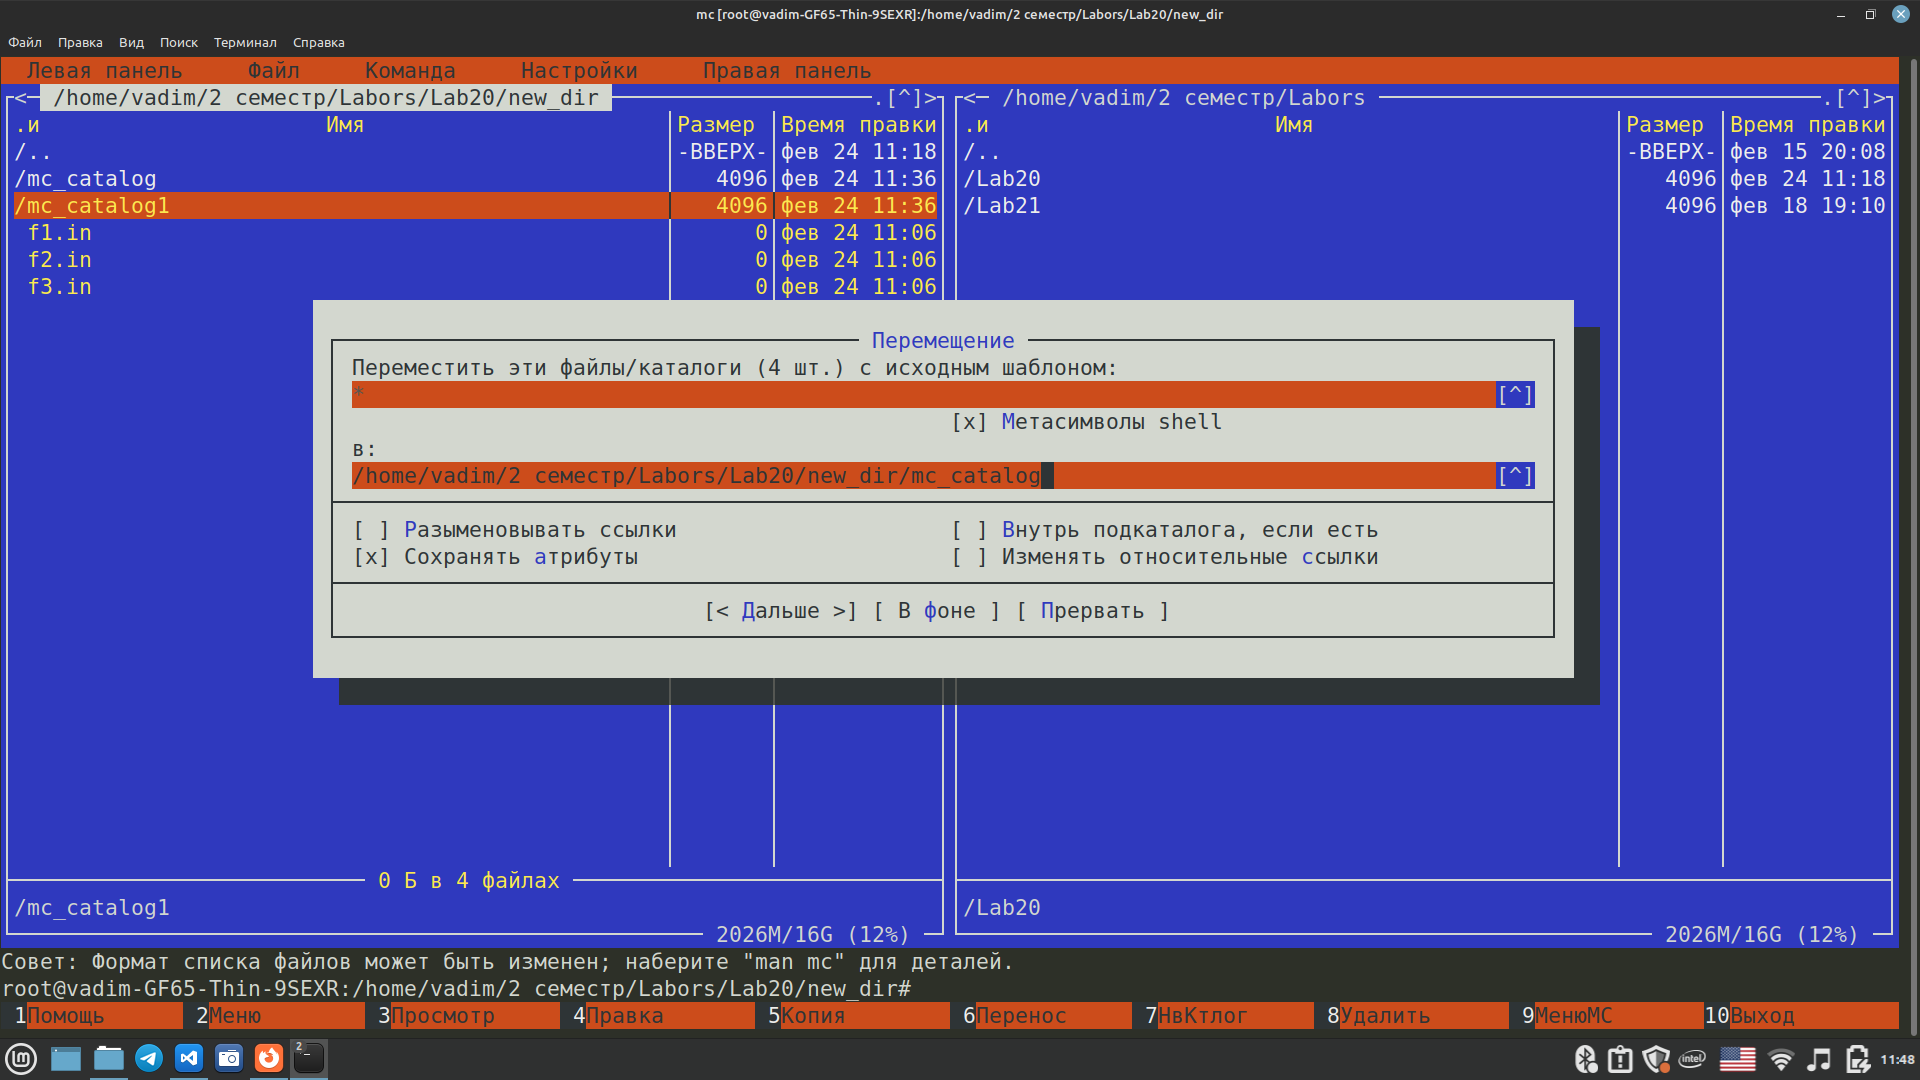 mc [root@vadim-GF65-Thin-9SEXR]:/home/vadim/2 семестр/Labors/Lab20/new_dir
Файл Правка Вид Поиск Терминал Справка
Левая панель Файл Команда Настройки Правая панель
<─ /home/vadim/2 семестр/Labors/Lab20/new_dir .[^]> <─ /home/vadim/2 семестр/Labors .[^]>
.и Имя Размер Время правки .и Имя Размер Время правки
/.. -ВВЕРХ- фев 24 11:18 /.. -ВВЕРХ- фев 15 20:08
/mc_catalog 4096 фев 24 11:36 /Lab20 4096 фев 24 11:18
/mc_catalog1 4096 фев 24 11:36 /Lab21 4096 фев 18 19:10
f1.in 0 фев 24 11:06
f2.in 0 фев 24 11:06
f3.in 0 фев 24 11:06
Перемещение
Переместить эти файлы/каталоги (4 шт.) с исходным шаблоном:
* [^]
[x] Метасимволы shell
в:
/home/vadim/2 семестр/Labors/Lab20/new_dir/mc_catalog [^]
[ ] Разыменовывать ссылки [ ] Внутрь подкаталога, если есть
[x] Сохранять атрибуты [ ] Изменять относительные ссылки
[< Дальше >] [ В фоне ] [ Прервать ]
0 Б в 4 файлах
/mc_catalog1 /Lab20
2026M/16G (12%) 2026M/16G (12%)
Совет: Формат списка файлов может быть изменен; наберите "man mc" для деталей.
root@vadim-GF65-Thin-9SEXR:/home/vadim/2 семестр/Labors/Lab20/new_dir#
1Помощь 2Меню 3Просмотр 4Правка 5Копия 6Перенос 7НвКтлог 8Удалить 9МенюМС 10Выход
2 intel 11:48